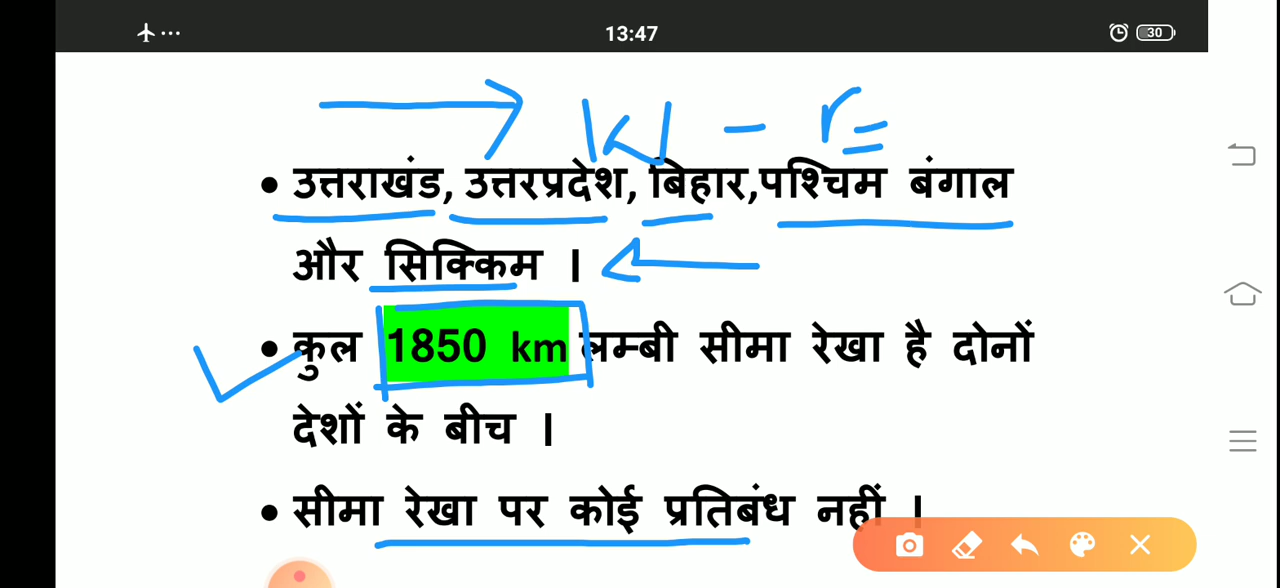 13:47
30
• उत्तराखंड, उत्तरप्रदेश, बिहार,पश्चिम बंगाल
और सिक्किम ।
• कुल 1850 km लम्बी सीमा रेखा है दोनों
देशों के बीच ।
• सीमा रेखा पर कोई प्रतिबंध नहीं ।